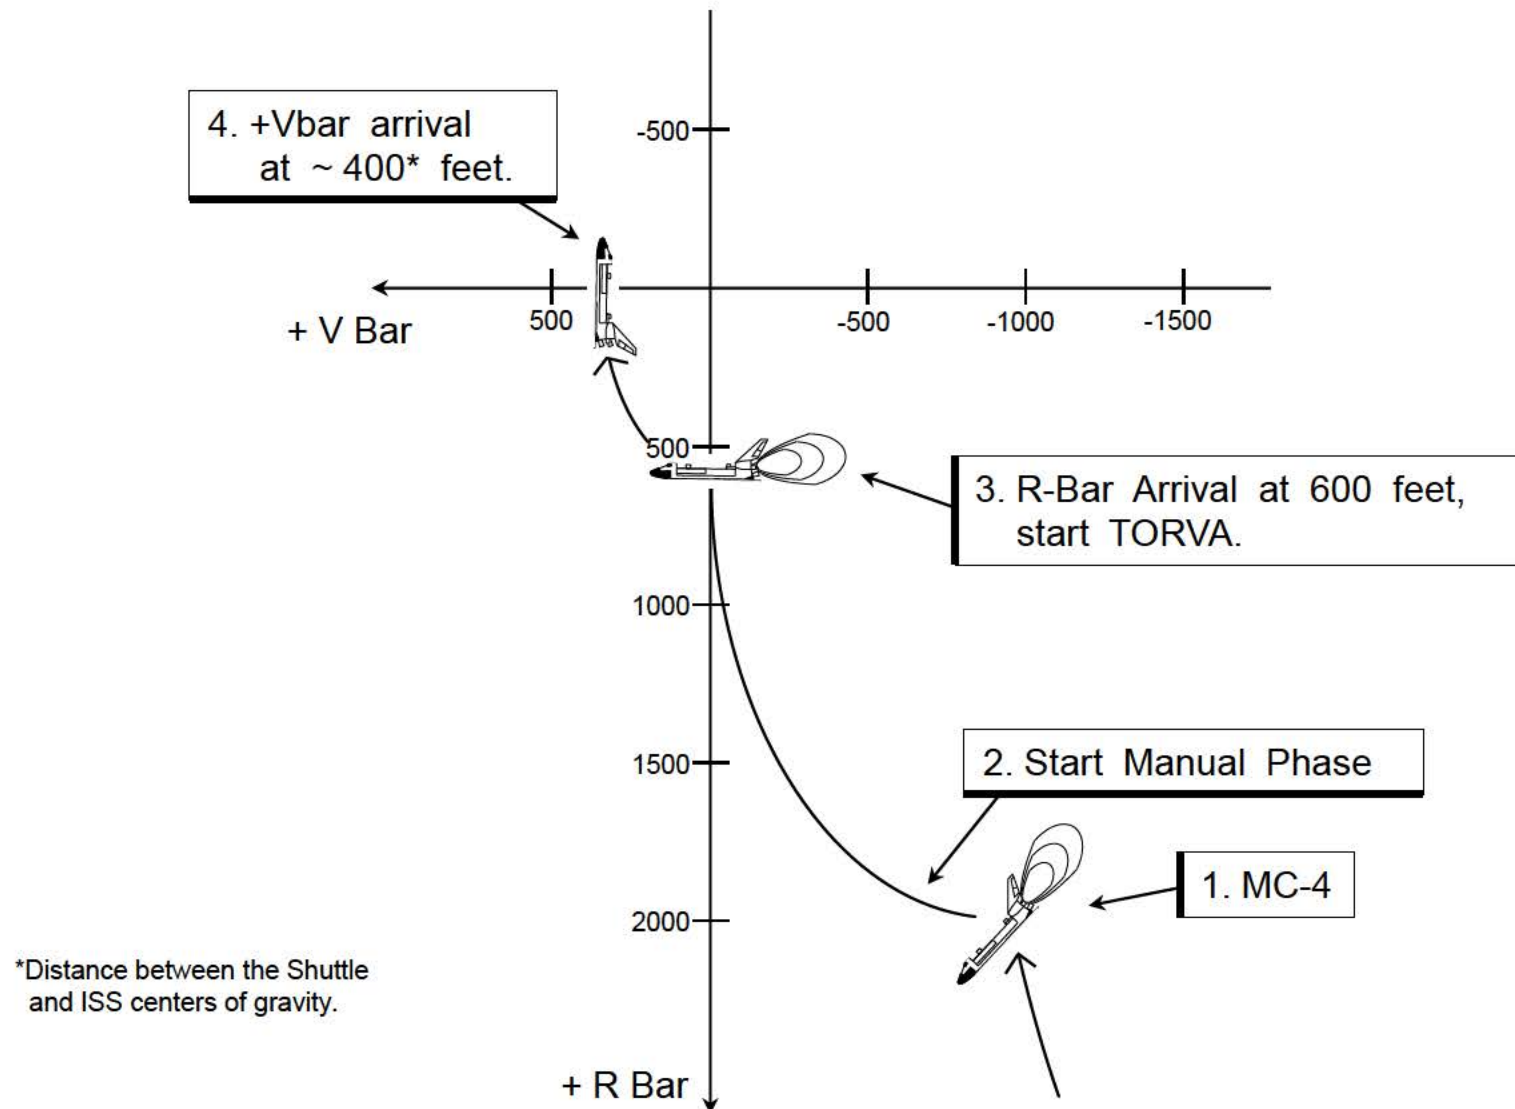 4. +Vbar arrival
at ~ 400* feet.
-500
500
-500
-1000
-1500
+ V Bar
500
3. R-Bar Arrival at 600 feet,
start TORVA.
1000
1500
2. Start Manual Phase
1. MC-4
2000
*Distance between the Shuttle
and ISS centers of gravity.
+ R Bar